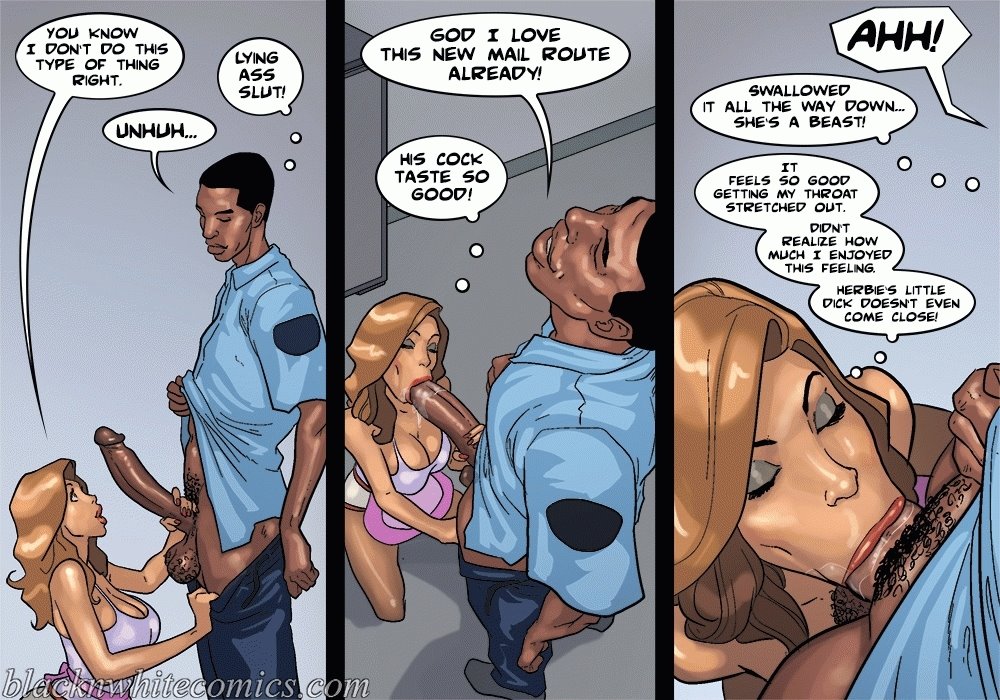 YOU KNOW
I DON'T DO THIS
TYPE OF THING
RIGHT.
LYING
ASS
SLUT!
UNHUH...
GOD I LOVE
THIS NEW MAIL ROUTE
ALREADY!
HIS COCK
TASTE SO
GOOD!
AHH!
SWALLOWED
IT ALL THE WAY DOWN...
SHE'S A BEAST!
IT
FEELS SO GOOD
GETTING MY THROAT
STRETCHED OUT.
DIDN'T
REALIZE HOW
MUCH I ENJOYED
THIS FEELING.
HERBIE'S LITTLE
DICK DOESN'T EVEN
COME CLOSE!
blacknwhitecomics.com